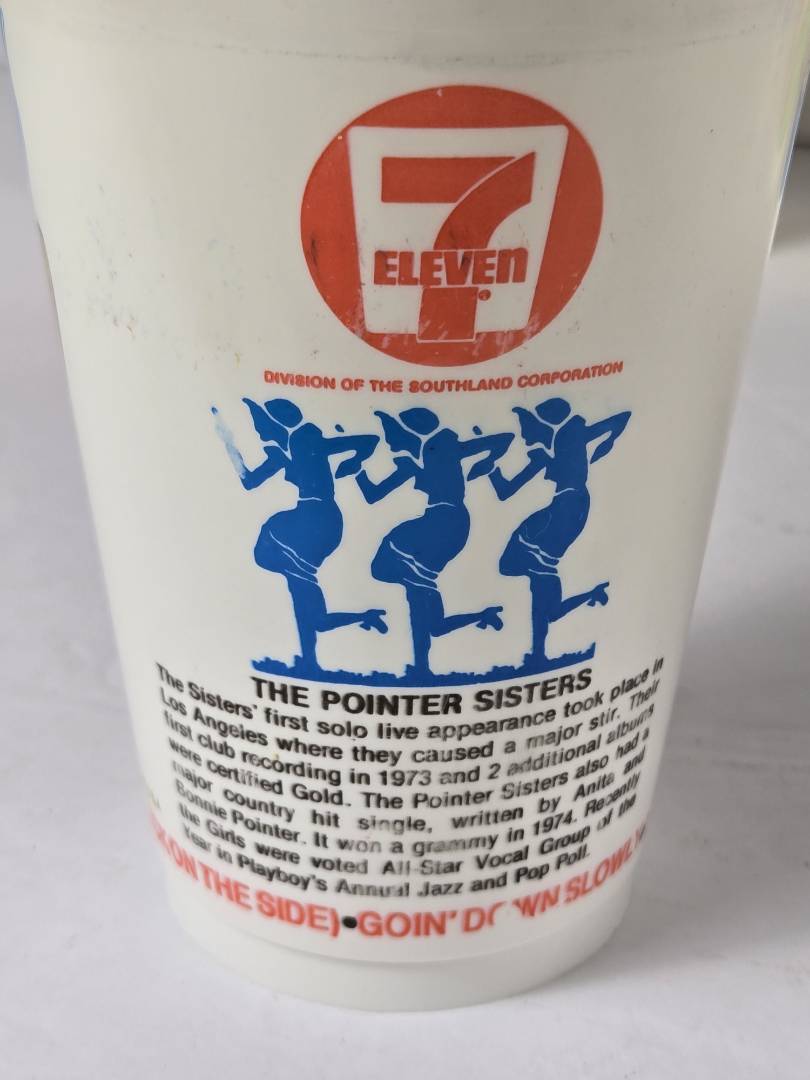 7
ELEVEn
®
DIVISION OF THE SOUTHLAND CORPORATION
THE POINTER SISTERS
The Sisters' first solo live appearance took place in
Los Angeles where they caused a major stir. Their
first club recording in 1973 and 2 additional albums
were certified Gold. The Pointer Sisters also had a
major country hit single, written by Anita and
Bonnie Pointer. It won a grammy in 1974. Recently
the Girls were voted All-Star Vocal Group of the
Year in Playboy's Annual Jazz and Pop Poll.
ON THE SIDE)•GOIN' DOWN SLOWLY